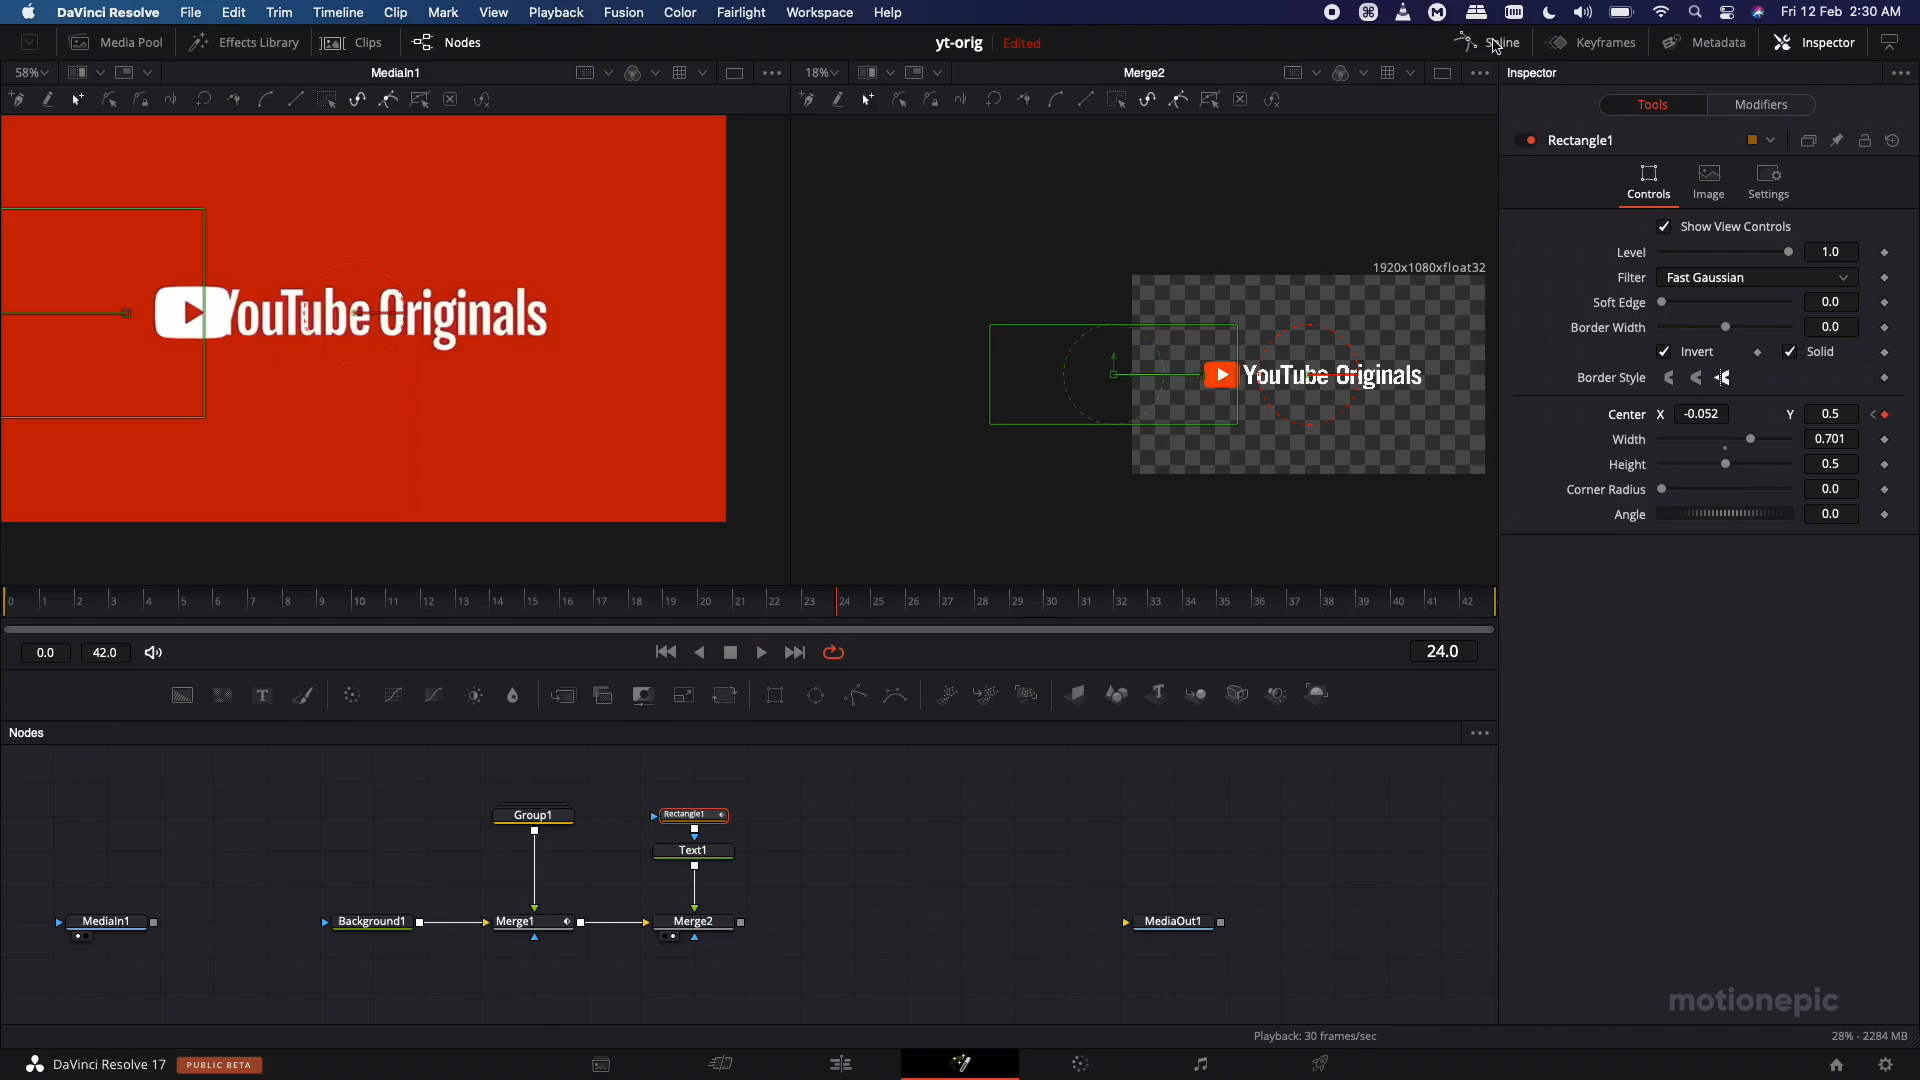 DaVinci Resolve File Edit Trim Timeline Clip Mark View Playback Fusion Color Fairlight Workspace Help Fri 12 Feb 2:30 AM
Media Pool Effects Library Clips Nodes yt-orig Edited Spline Keyframes Metadata Inspector
58% MediaIn1 18% Merge2 Inspector
Tools Modifiers
Rectangle1
Controls Image Settings
Show View Controls
Level 1.0
Filter Fast Gaussian
Soft Edge 0.0
Border Width 0.0
Invert Solid
Border Style
Center X -0.052 Y 0.5
Width 0.701
Height 0.5
Corner Radius 0.0
Angle 0.0
YouTube Originals
1920x1080xfloat32
YouTube Originals
0 1 2 3 4 5 6 7 8 9 10 11 12 13 14 15 16 17 18 19 20 21 22 23 24 25 26 27 28 29 30 31 32 33 34 35 36 37 38 39 40 41 42
0.0 42.0 24.0
Nodes
Group1 Rectangle1
Text1
MediaIn1 Background1 Merge1 Merge2 MediaOut1
motionepic
Playback: 30 frames/sec 28% - 2284 MB
DaVinci Resolve 17 PUBLIC BETA